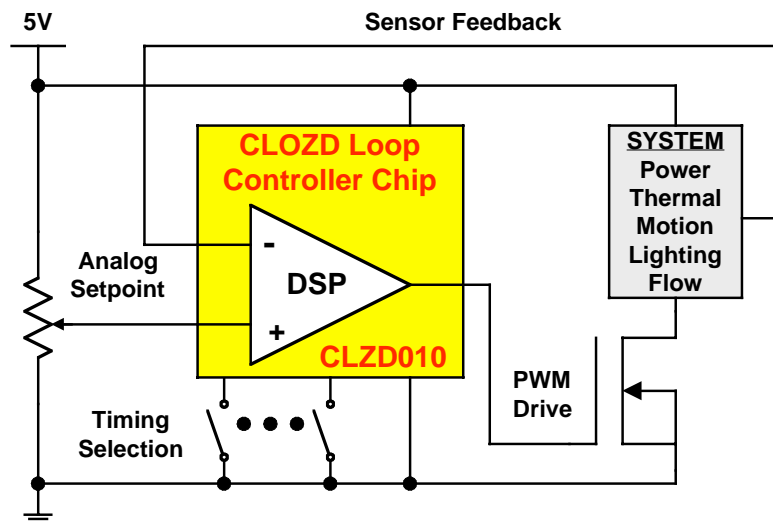 5V
Sensor Feedback
CLOZD Loop
Controller Chip
SYSTEM
Power
Thermal
Motion
Lighting
Flow
Analog
Setpoint
-
DSP
+
CLZD010
PWM
Drive
Timing
Selection